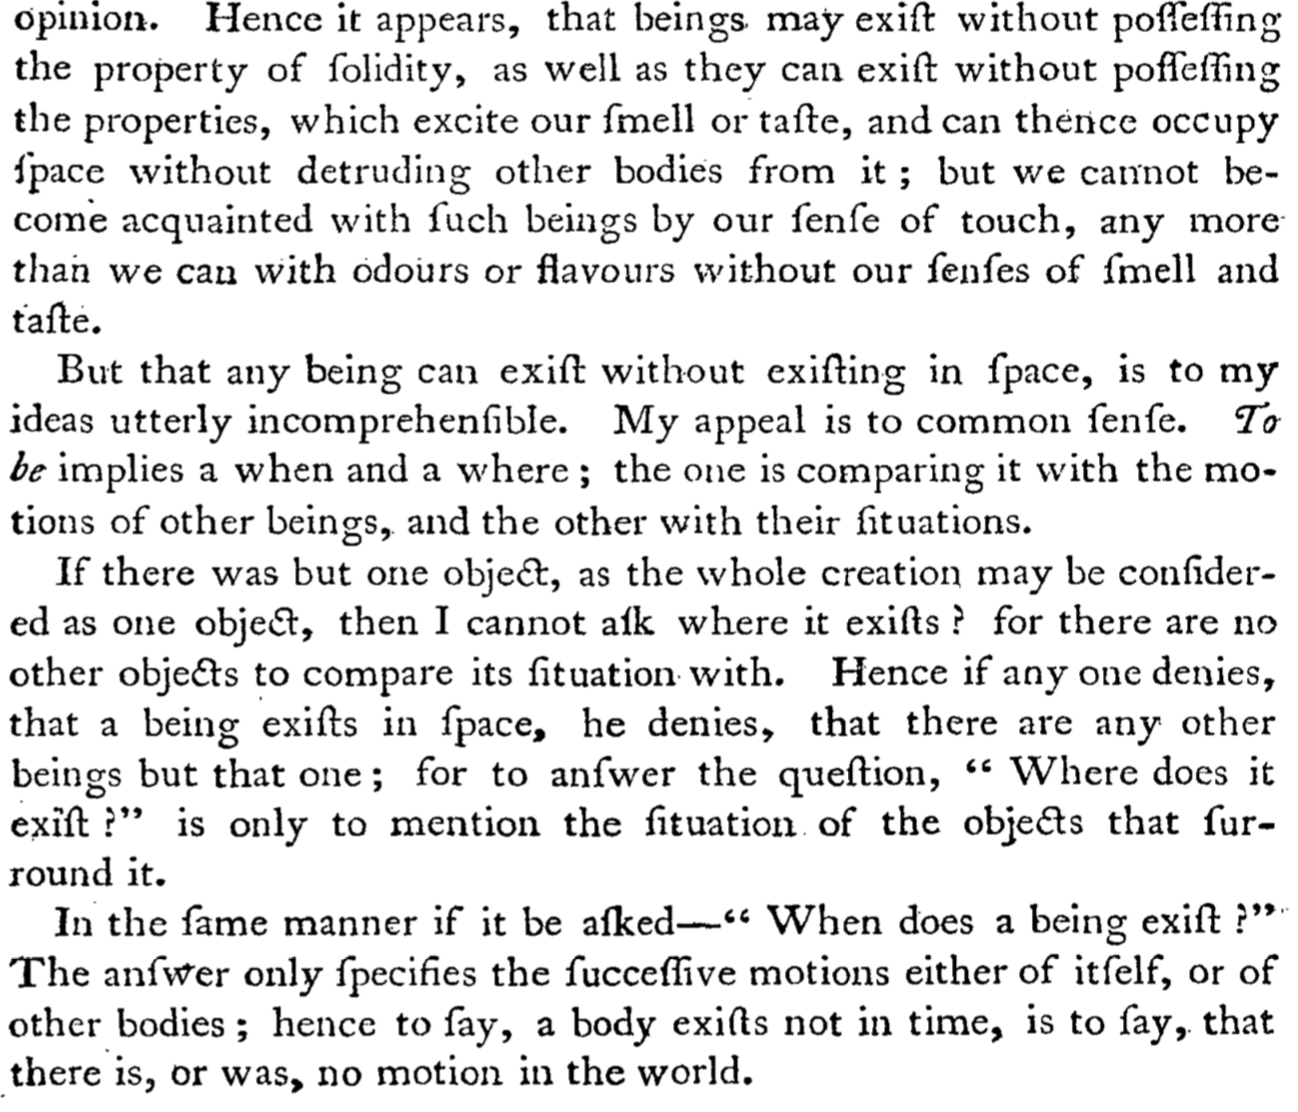 opinion. Hence it appears, that beings may exiſt without poſſeſſing
the property of ſolidity, as well as they can exiſt without poſſeſſing
the properties, which excite our ſmell or taſte, and can thence occupy
ſpace without detruding other bodies from it ; but we cannot be-
come acquainted with ſuch beings by our ſenſe of touch, any more
than we can with odours or flavours without our ſenſes of ſmell and
taſte.
But that any being can exiſt without exiſting in ſpace, is to my
ideas utterly incomprehenſible. My appeal is to common ſenſe. To
be implies a when and a where ; the one is comparing it with the mo-
tions of other beings, and the other with their ſituations.
If there was but one object, as the whole creation may be conſider-
ed as one object, then I cannot aſk where it exiſts ? for there are no
other objects to compare its ſituation with. Hence if any one denies,
that a being exiſts in ſpace, he denies, that there are any other
beings but that one ; for to anſwer the queſtion, “ Where does it
exiſt ?” is only to mention the ſituation of the objects that ſur-
round it.
In the ſame manner if it be aſked—“ When does a being exiſt ?”
The anſwer only ſpecifies the ſucceſſive motions either of itſelf, or of
other bodies ; hence to ſay, a body exiſts not in time, is to ſay, that
there is, or was, no motion in the world.